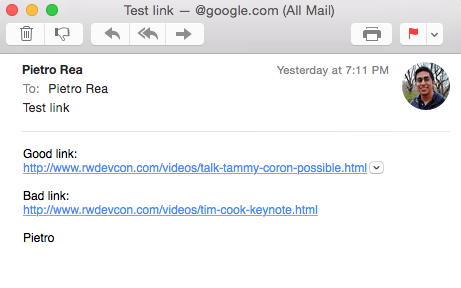 Test link — @google.com (All Mail)
Pietro Rea
Yesterday at 7:11 PM
To: Pietro Rea
Test link
Good link:
http://www.rwdevcon.com/videos/talk-tammy-coron-possible.html
Bad link:
http://www.rwdevcon.com/videos/tim-cook-keynote.html
Pietro